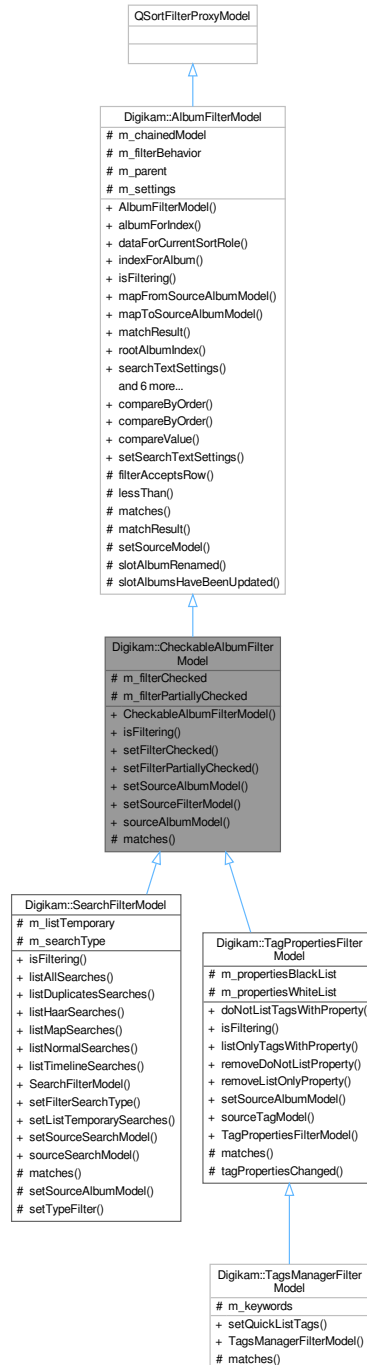 QSortFilterProxyModel
Digikam::AlbumFilterModel
# m_chainedModel
# m_filterBehavior
# m_parent
# m_settings
+ AlbumFilterModel()
+ albumForIndex()
+ dataForCurrentSortRole()
+ indexForAlbum()
+ isFiltering()
+ mapFromSourceAlbumModel()
+ mapToSourceAlbumModel()
+ matchResult()
+ rootAlbumIndex()
+ searchTextSettings()
and 6 more...
+ compareByOrder()
+ compareByOrder()
+ compareValue()
+ setSearchTextSettings()
# filterAcceptsRow()
# lessThan()
# matches()
# matchResult()
# setSourceModel()
# slotAlbumRenamed()
# slotAlbumsHaveBeenUpdated()
Digikam::CheckableAlbumFilter
Model
# m_filterChecked
# m_filterPartiallyChecked
+ CheckableAlbumFilterModel()
+ isFiltering()
+ setFilterChecked()
+ setFilterPartiallyChecked()
+ setSourceAlbumModel()
+ setSourceFilterModel()
+ sourceAlbumModel()
# matches()
Digikam::SearchFilterModel
# m_listTemporary
# m_searchType
+ isFiltering()
+ listAllSearches()
+ listDuplicatesSearches()
+ listHaarSearches()
+ listMapSearches()
+ listNormalSearches()
+ listTimelineSearches()
+ SearchFilterModel()
+ setFilterSearchType()
+ setListTemporarySearches()
+ setSourceSearchModel()
+ sourceSearchModel()
# matches()
# setSourceAlbumModel()
# setTypeFilter()
Digikam::TagPropertiesFilter
Model
# m_propertiesBlackList
# m_propertiesWhiteList
+ doNotListTagsWithProperty()
+ isFiltering()
+ listOnlyTagsWithProperty()
+ removeDoNotListProperty()
+ removeListOnlyProperty()
+ setSourceAlbumModel()
+ sourceTagModel()
+ TagPropertiesFilterModel()
# matches()
# tagPropertiesChanged()
Digikam::TagsManagerFilter
Model
# m_keywords
+ setQuickListTags()
+ TagsManagerFilterModel()
# matches()